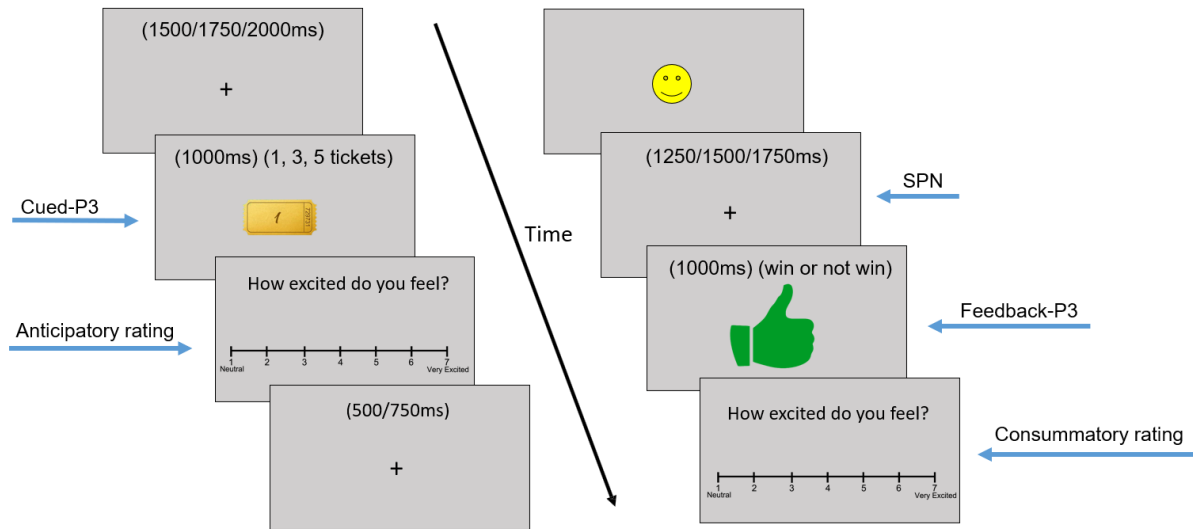 (1500/1750/2000ms)
+
(1000ms) (1, 3, 5 tickets)
1
Cued-P3
How excited do you feel?
1 2 3 4 5 6 7
Neutral Very Excited
Anticipatory rating
(500/750ms)
+
Time
(1250/1500/1750ms)
+
SPN
(1000ms) (win or not win)
Feedback-P3
How excited do you feel?
1 2 3 4 5 6 7
Neutral Very Excited
Consummatory rating